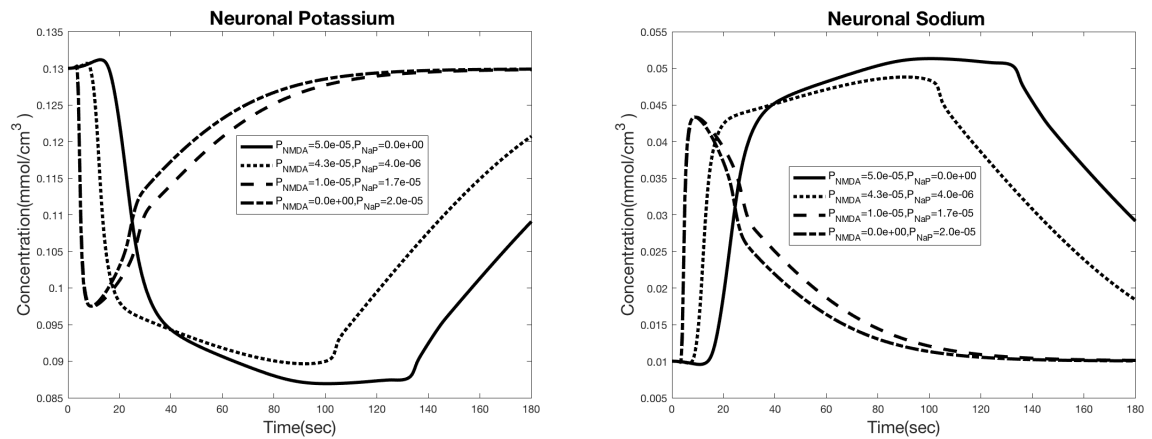 Neuronal Potassium
Concentration(mmol/cm³)
0.135
0.13
0.125
0.12
0.115
0.11
0.105
0.1
0.095
0.09
0.085
P_NMDA=5.0e-05,P_NaP=0.0e+00
P_NMDA=4.3e-05,P_NaP=4.0e-06
P_NMDA=1.0e-05,P_NaP=1.7e-05
P_NMDA=0.0e+00,P_NaP=2.0e-05
0 20 40 60 80 100 120 140 160 180
Time(sec)
Neuronal Sodium
Concentration(mmol/cm³)
0.055
0.05
0.045
0.04
0.035
0.03
0.025
0.02
0.015
0.01
0.005
P_NMDA=5.0e-05,P_NaP=0.0e+00
P_NMDA=4.3e-05,P_NaP=4.0e-06
P_NMDA=1.0e-05,P_NaP=1.7e-05
P_NMDA=0.0e+00,P_NaP=2.0e-05
0 20 40 60 80 100 120 140 160 180
Time(sec)